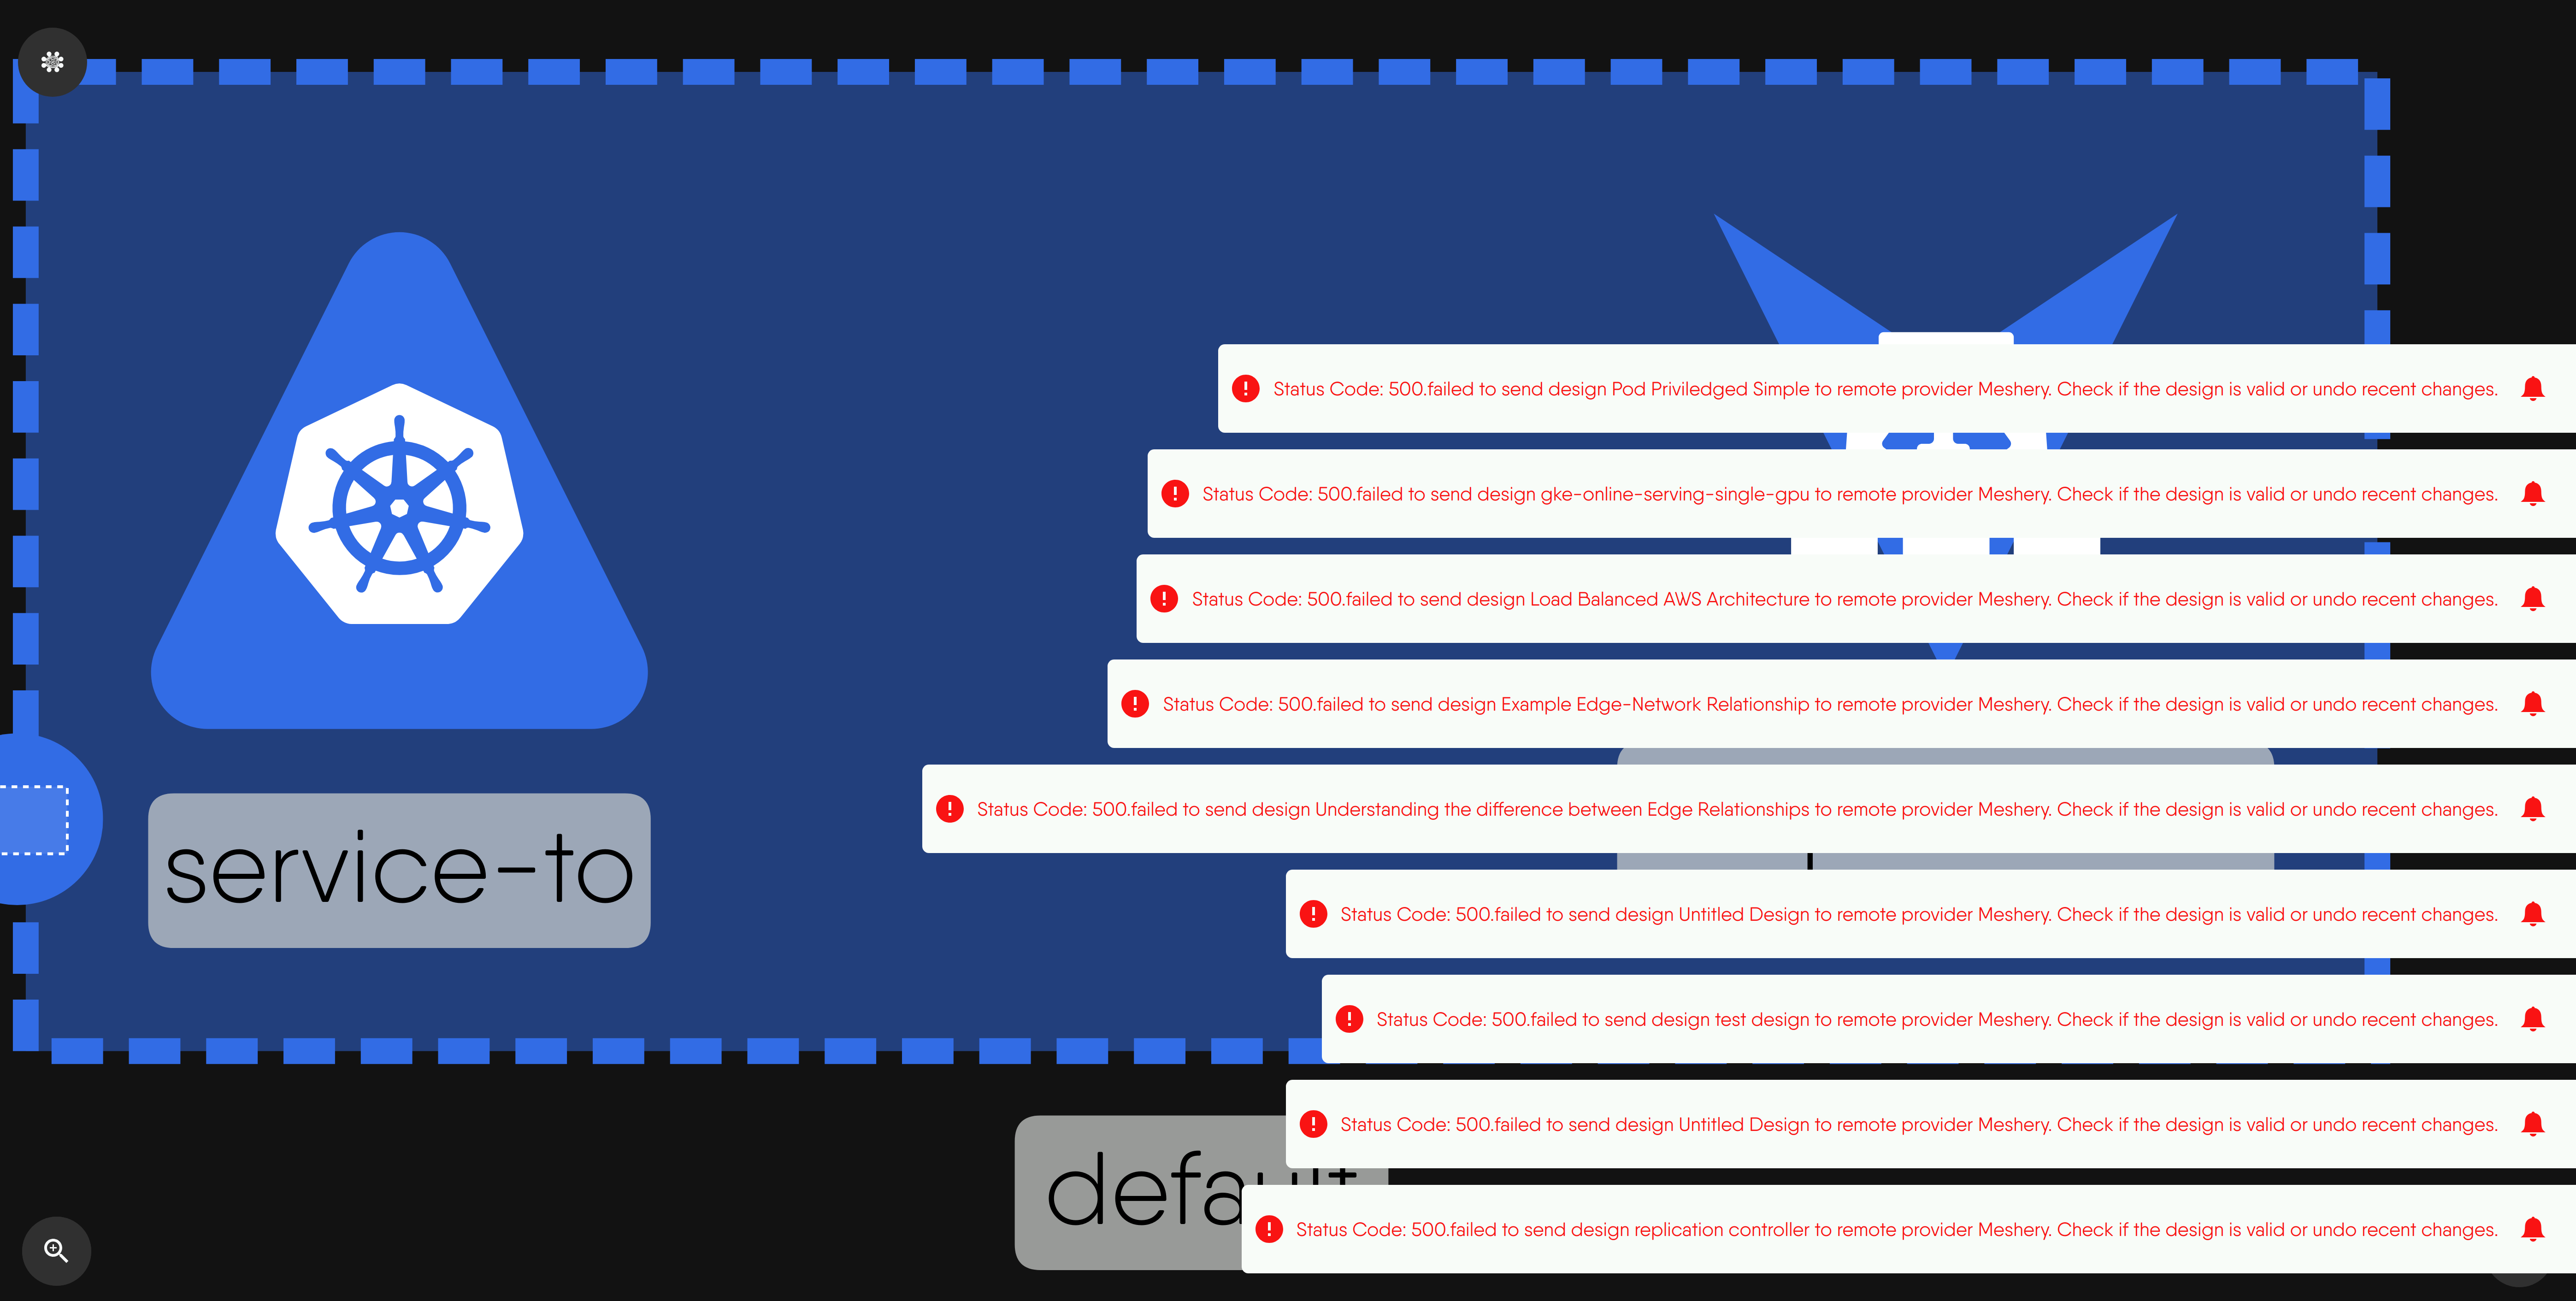 Status Code: 500.failed to send design Pod Priviledged Simple to remote provider Meshery. Check if the design is valid or undo recent changes.
Status Code: 500.failed to send design gke-online-serving-single-gpu to remote provider Meshery. Check if the design is valid or undo recent changes.
Status Code: 500.failed to send design Load Balanced AWS Architecture to remote provider Meshery. Check if the design is valid or undo recent changes.
Status Code: 500.failed to send design Example Edge-Network Relationship to remote provider Meshery. Check if the design is valid or undo recent changes.
Status Code: 500.failed to send design Understanding the difference between Edge Relationships to remote provider Meshery. Check if the design is valid or undo recent changes.
service-to
Status Code: 500.failed to send design Untitled Design to remote provider Meshery. Check if the design is valid or undo recent changes.
Status Code: 500.failed to send design test design to remote provider Meshery. Check if the design is valid or undo recent changes.
Status Code: 500.failed to send design Untitled Design to remote provider Meshery. Check if the design is valid or undo recent changes.
default
Status Code: 500.failed to send design replication controller to remote provider Meshery. Check if the design is valid or undo recent changes.